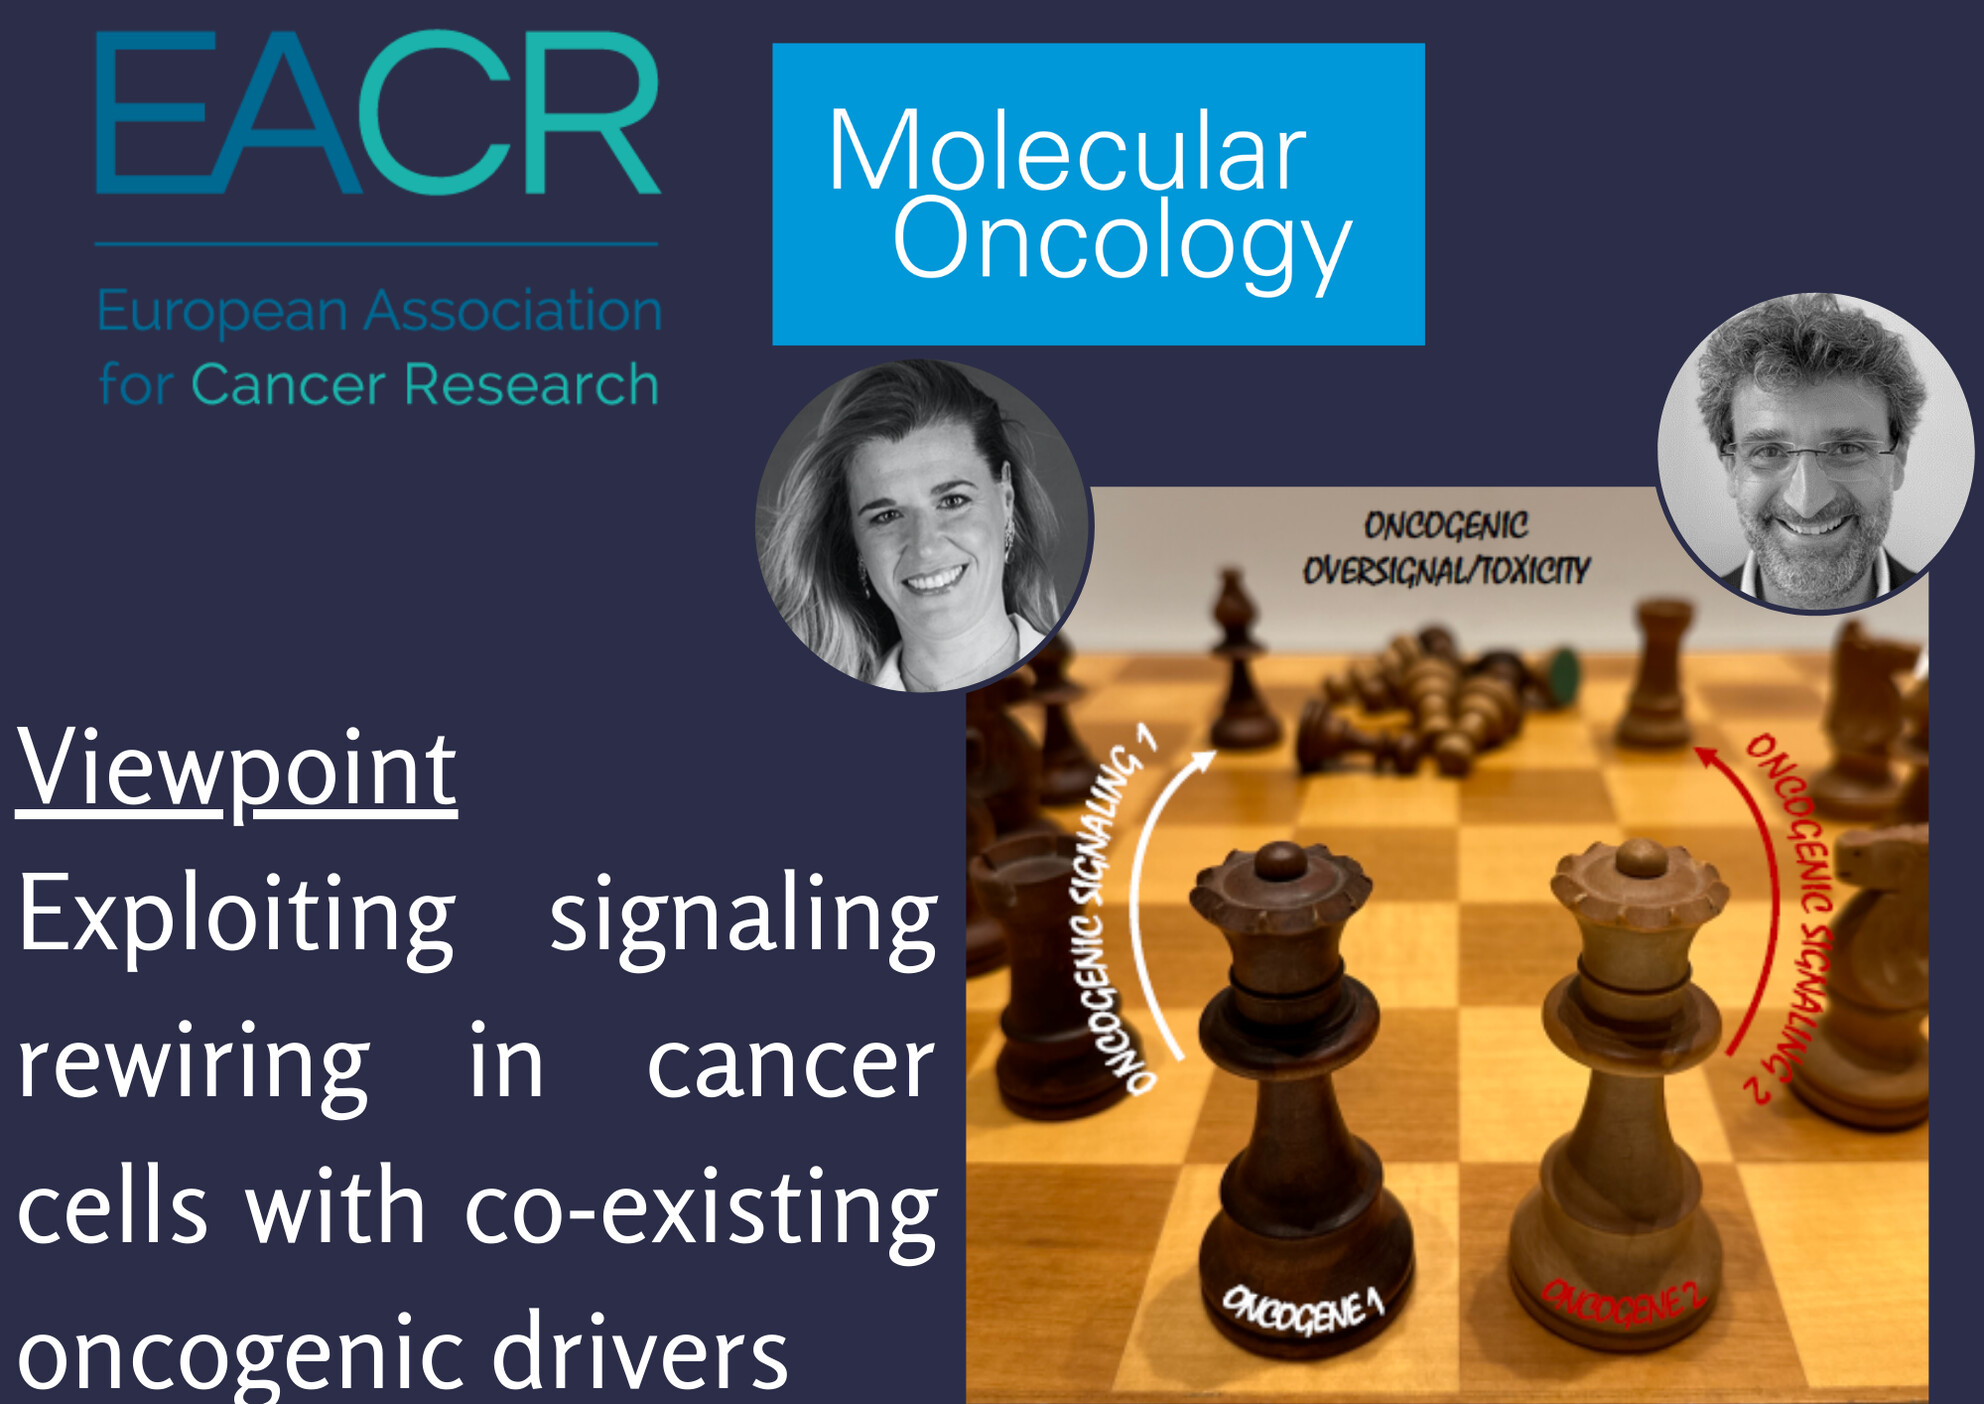 EACR
European Association
for Cancer Research
Molecular
Oncology
ONCOGENIC
OVERSIGNAL/TOXICITY
Viewpoint
Exploiting signaling
rewiring in cancer
cells with co-existing
oncogenic drivers
ONCOGENIC SIGNALING 1
ONCOGENIC SIGNALING 2
ONCOGENE 1
ONCOGENE 2